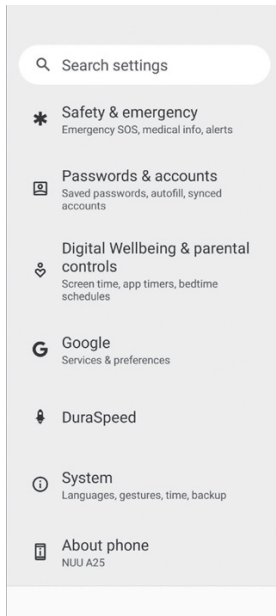 Search settings
Safety & emergency
Emergency SOS, medical info, alerts
Passwords & accounts
Saved passwords, autofill, synced
accounts
Digital Wellbeing & parental
controls
Screen time, app timers, bedtime
schedules
Google
Services & preferences
DuraSpeed
System
Languages, gestures, time, backup
About phone
NUU A25